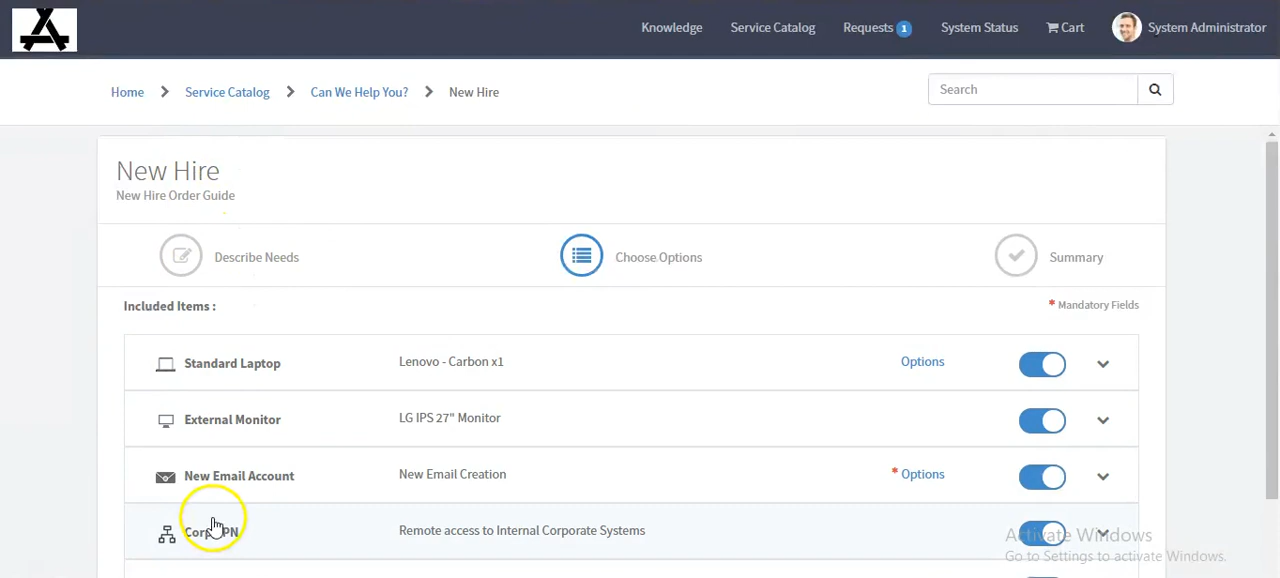 Knowledge Service Catalog Requests 1 System Status Cart System Administrator
Home Service Catalog Can We Help You? New Hire Search
New Hire
New Hire Order Guide
Describe Needs Choose Options Summary
Included Items : * Mandatory Fields
Standard Laptop Lenovo - Carbon x1 Options
External Monitor LG IPS 27" Monitor
New Email Account New Email Creation * Options
Remote access to Internal Corporate Systems
Activate Windows
Go to Settings to activate Windows.